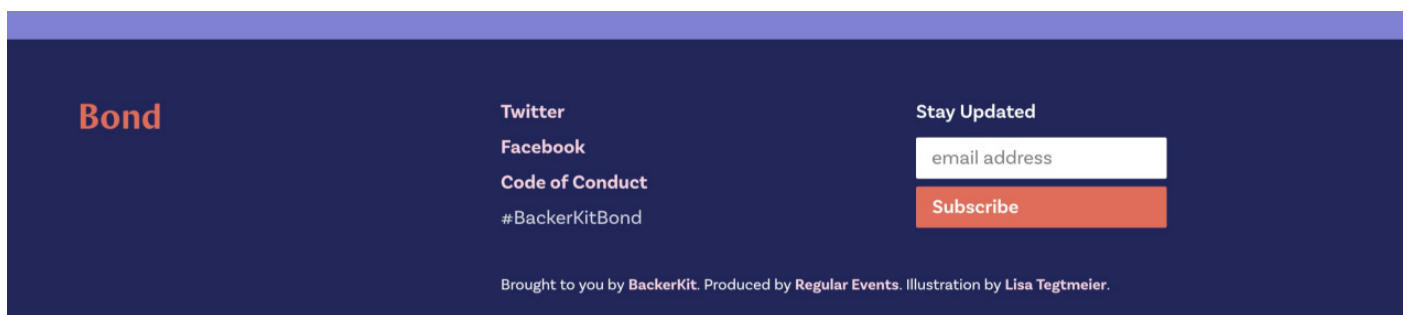 Bond
Twitter
Facebook
Code of Conduct
#BackerKitBond
Stay Updated
email address
Subscribe
Brought to you by BackerKit. Produced by Regular Events. Illustration by Lisa Tegtmeier.